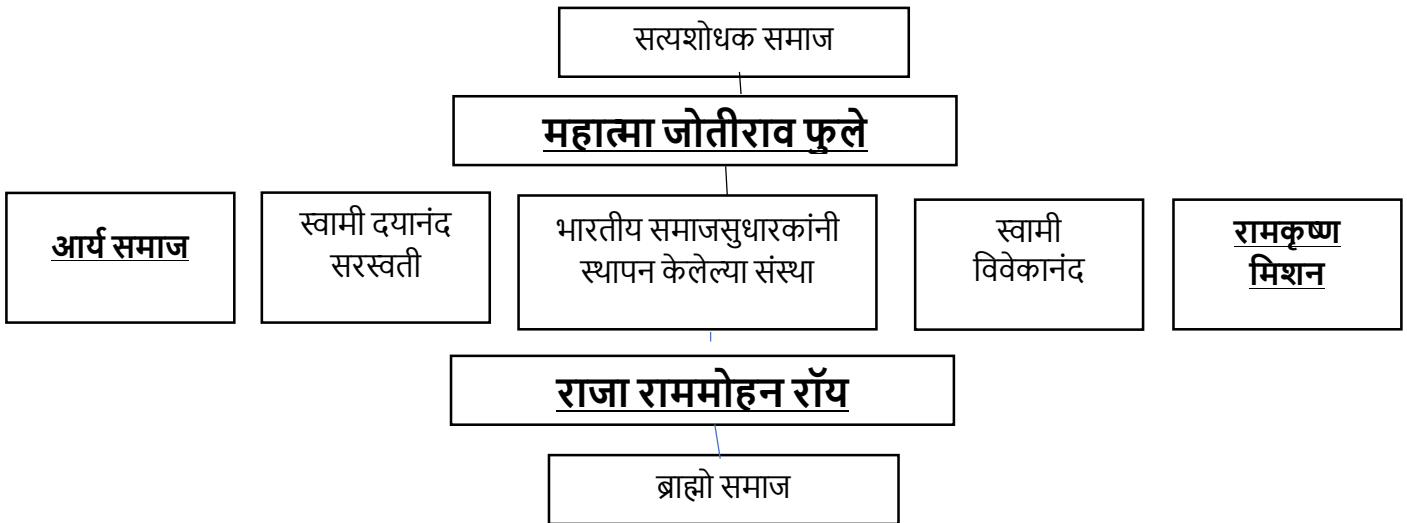 सत्यशोधक समाज
महात्मा जोतीराव फुले
आर्य समाज
स्वामी दयानंद
सरस्वती
भारतीय समाजसुधारकांनी
स्थापन केलेल्या संस्था
स्वामी
विवेकानंद
रामकृष्ण
मिशन
राजा राममोहन रॉय
ब्राह्मो समाज